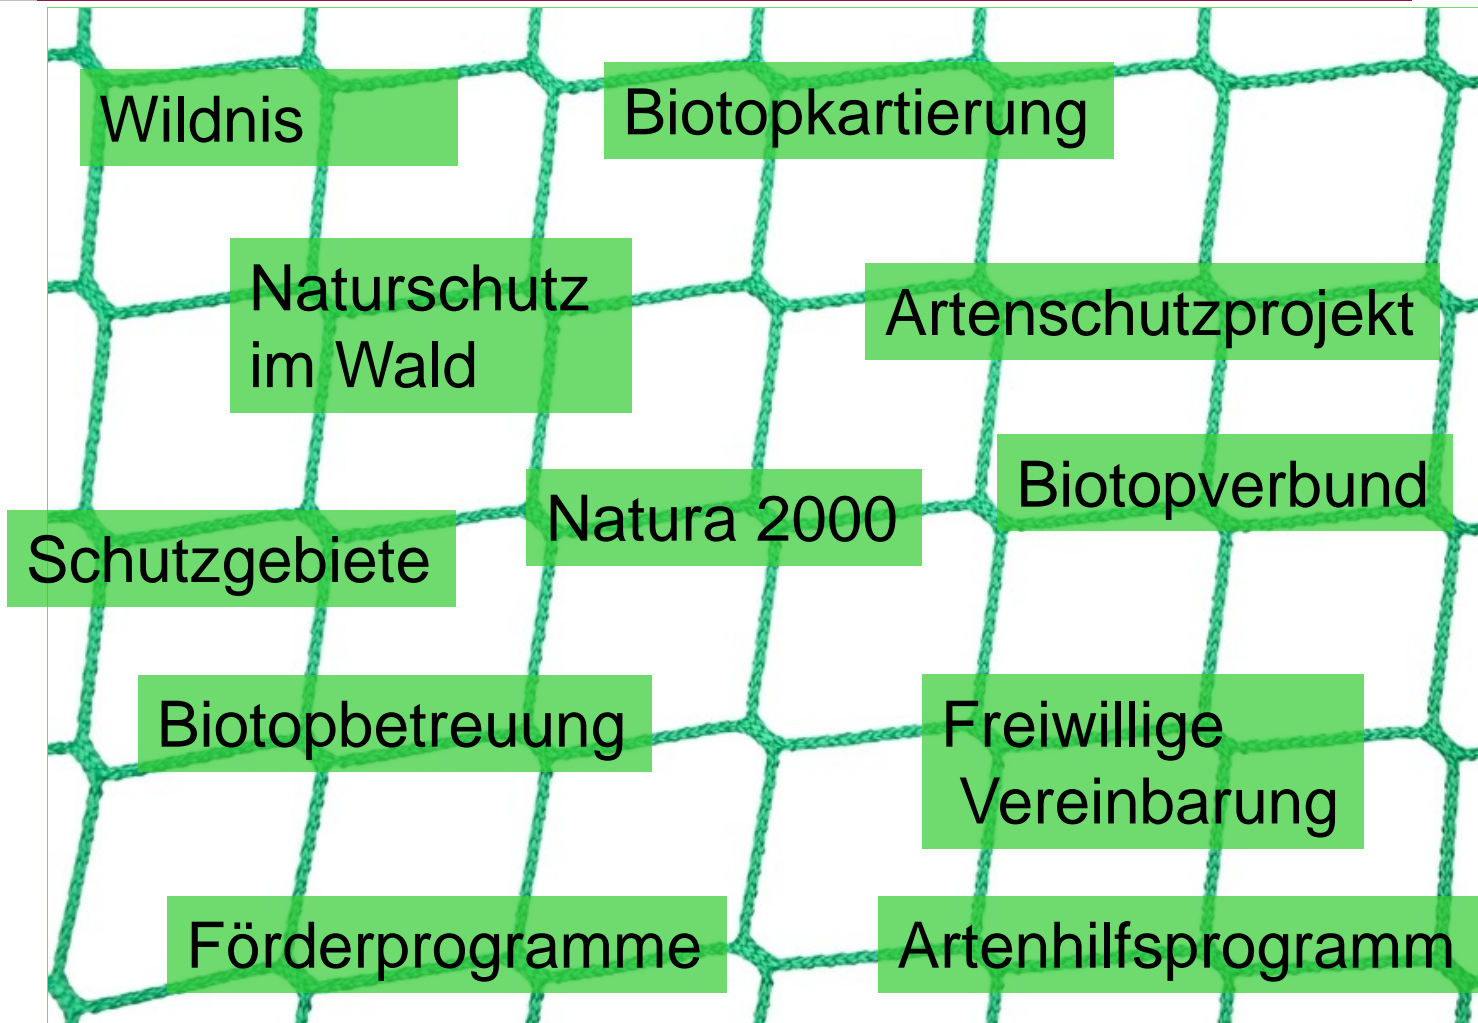 Wildnis
Biotopkartierung
Naturschutz
im Wald
Artenschutzprojekt
Biotopverbund
Natura 2000
Schutzgebiete
Biotopbetreuung
Freiwillige
Vereinbarung
Förderprogramme
Artenhilfsprogramm